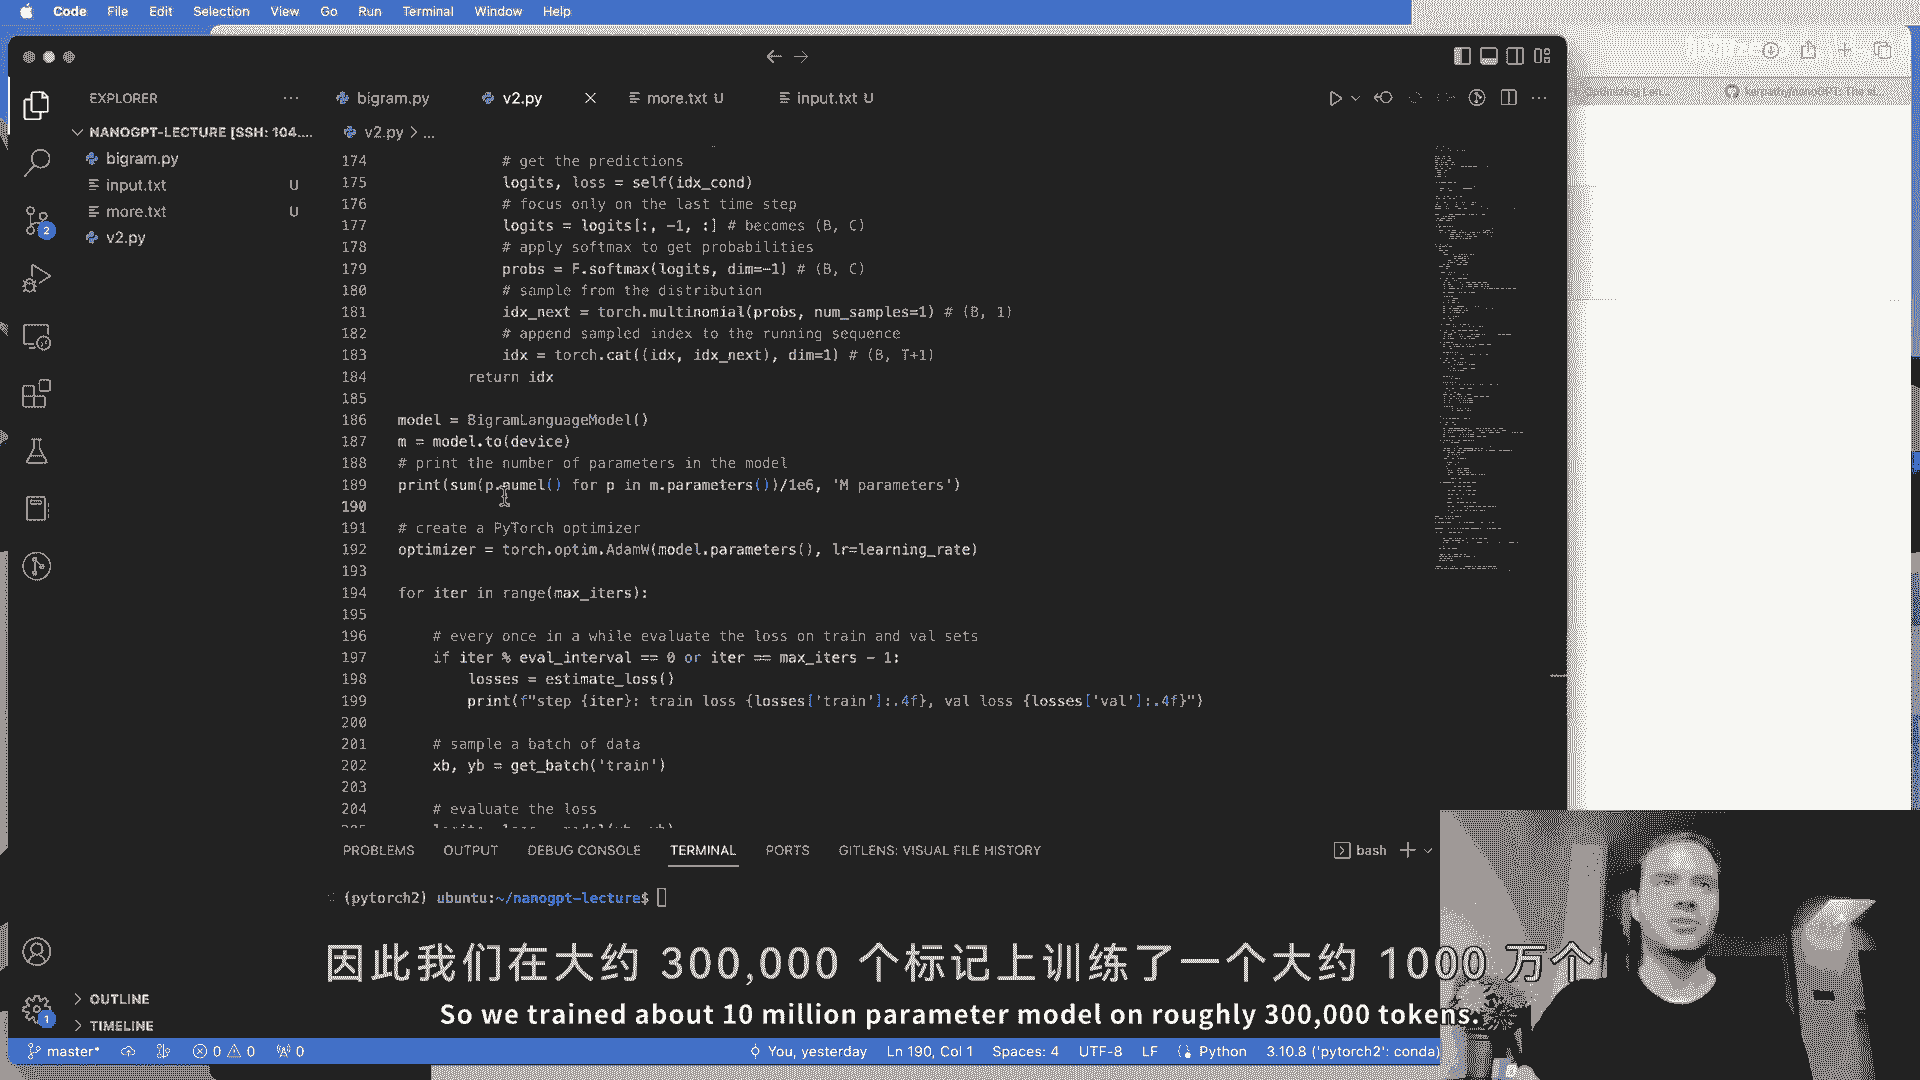 Code File Edit Selection View Go Run Terminal Window Help
EXPLORER
bigram.py
v2.py
more.txt U
input.txt U
NANOGPT-LECTURE [SSH: 104....
v2.py > ...
bigram.py
input.txt U
more.txt U
v2.py
2
174 # get the predictions
175 logits, loss = self(idx_cond)
176 # focus only on the last time step
177 logits = logits[:, -1, :] # becomes (B, C)
178 # apply softmax to get probabilities
179 probs = F.softmax(logits, dim=-1) # (B, C)
180 # sample from the distribution
181 idx_next = torch.multinomial(probs, num_samples=1) # (B, 1)
182 # append sampled index to the running sequence
183 idx = torch.cat((idx, idx_next), dim=1) # (B, T+1)
184 return idx
185
186 model = BigramLanguageModel()
187 m = model.to(device)
188 # print the number of parameters in the model
189 print(sum(p.numel() for p in m.parameters())/1e6, 'M parameters')
190
191 # create a PyTorch optimizer
192 optimizer = torch.optim.AdamW(model.parameters(), lr=learning_rate)
193
194 for iter in range(max_iters):
195
196 # every once in a while evaluate the loss on train and val sets
197 if iter % eval_interval == 0 or iter == max_iters - 1:
198 losses = estimate_loss()
199 print(f"step {iter}: train loss {losses['train']:.4f}, val loss {losses['val']:.4f}")
200
201 # sample a batch of data
202 xb, yb = get_batch('train')
203
204 # evaluate the loss
PROBLEMS OUTPUT DEBUG CONSOLE TERMINAL PORTS GITLENS: VISUAL FILE HISTORY
bash
(pytorch2) ubuntu:~/nanogpt-lecture$
因此我们在大约 300,000 个标记上训练了一个大约 1000 万个
So we trained about 10 million parameter model on roughly 300,000 tokens.
OUTLINE
TIMELINE
1
master* 0 0 0 You, yesterday Ln 190, Col 1 Spaces: 4 UTF-8 LF Python 3.10.8 ('pytorch2': conda)